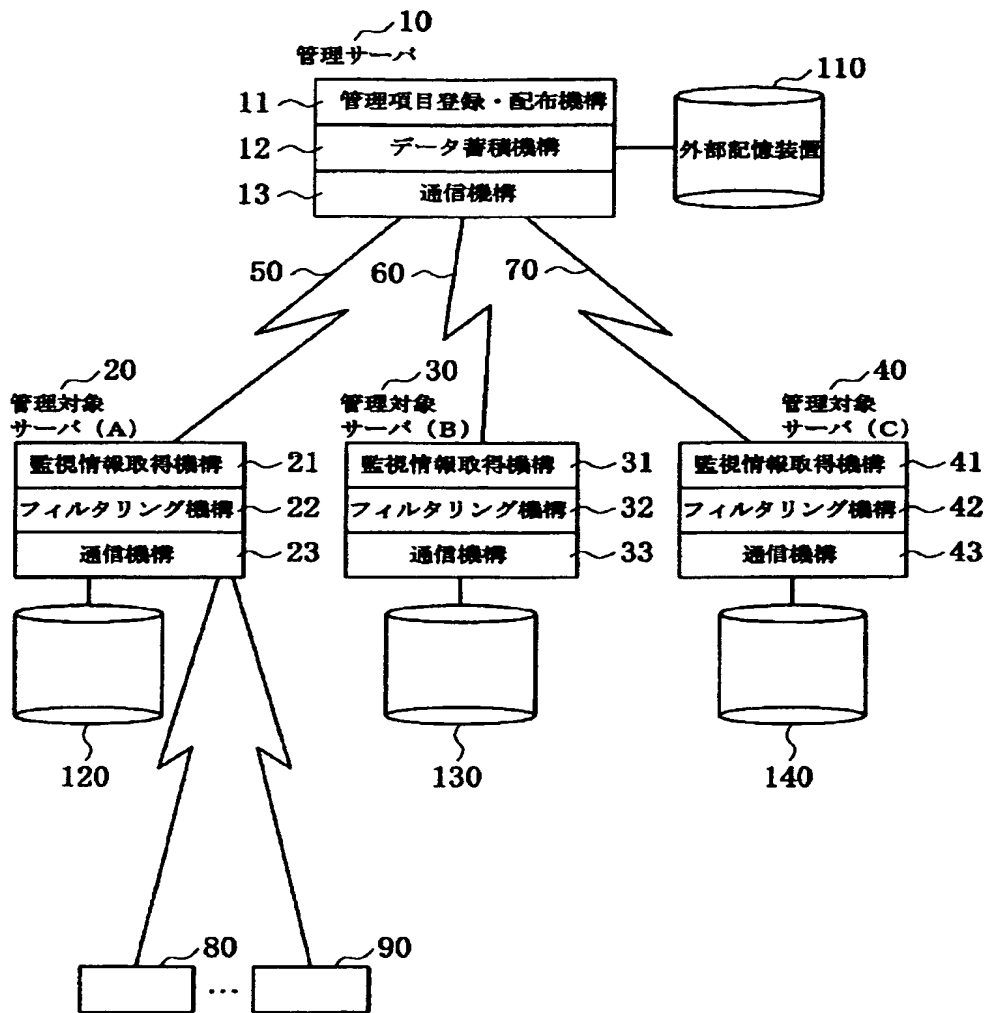 10
管理サーバ
110
11
管理項目登録・配布機構
12
データ蓄積機構
外部記憶装置
13
通信機構
50
60
70
20
30
40
管理対象
サーバ（A）
管理対象
サーバ（B）
管理対象
サーバ（C）
監視情報取得機構
21
監視情報取得機構
31
監視情報取得機構
41
フィルタリング機構
22
フィルタリング機構
32
フィルタリング機構
42
通信機構
23
通信機構
33
通信機構
43
120
130
140
80
90
…